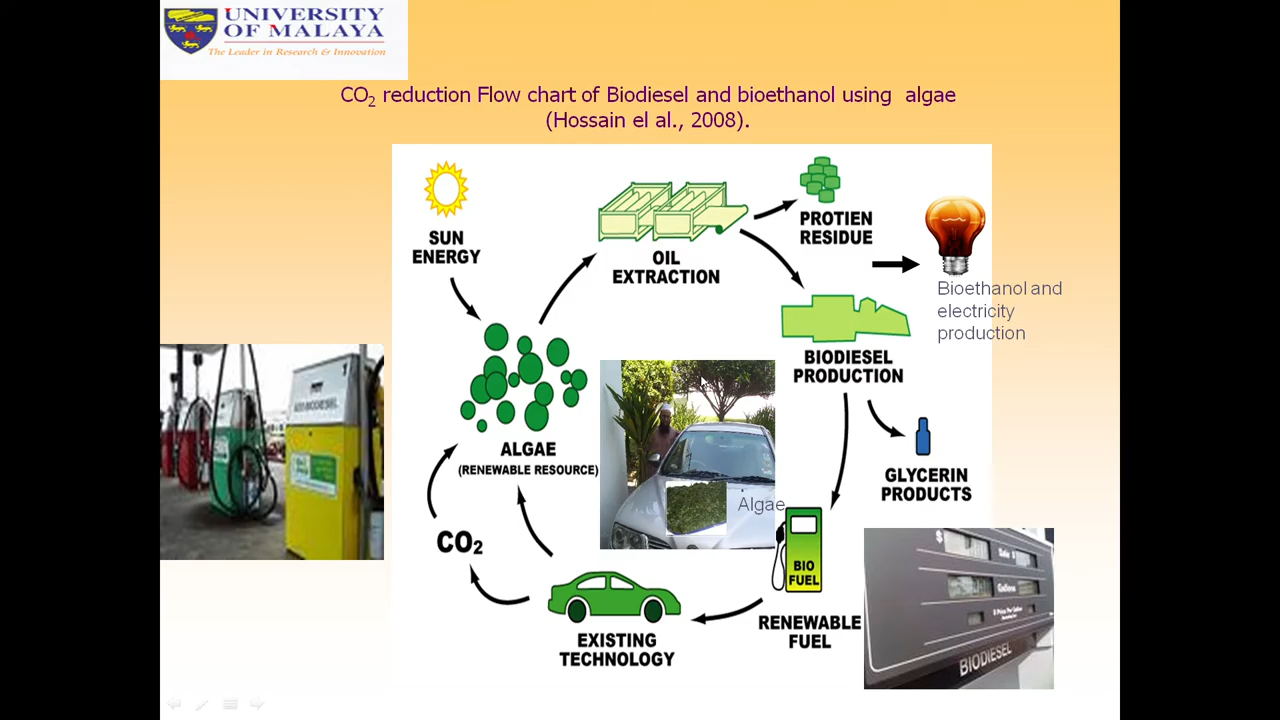 UNIVERSITY
OF MALAYA
The Leader in Research & Innovation
CO₂ reduction Flow chart of Biodiesel and bioethanol using algae
(Hossain el al., 2008).
SUN
ENERGY
OIL
EXTRACTION
PROTIEN
RESIDUE
Bioethanol and
electricity
production
BIODIESEL
PRODUCTION
ALGAE
(RENEWABLE RESOURCE)
GLYCERIN
PRODUCTS
Algae
CO₂
BIO
FUEL
RENEWABLE
FUEL
EXISTING
TECHNOLOGY
$
Sale $
Gallons
BIODIESEL